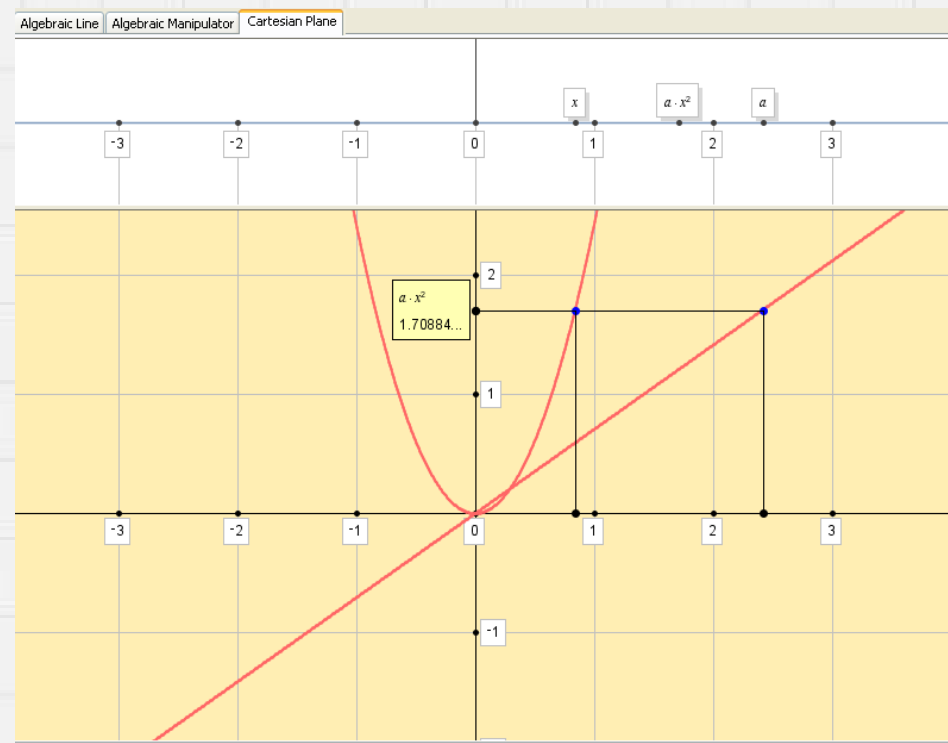 Algebraic Line Algebraic Manipulator Cartesian Plane
x a · x² a
-3 -2 -1 0 1 2 3
2
a · x²
1.70884...
1
-3 -2 -1 0 1 2 3
-1